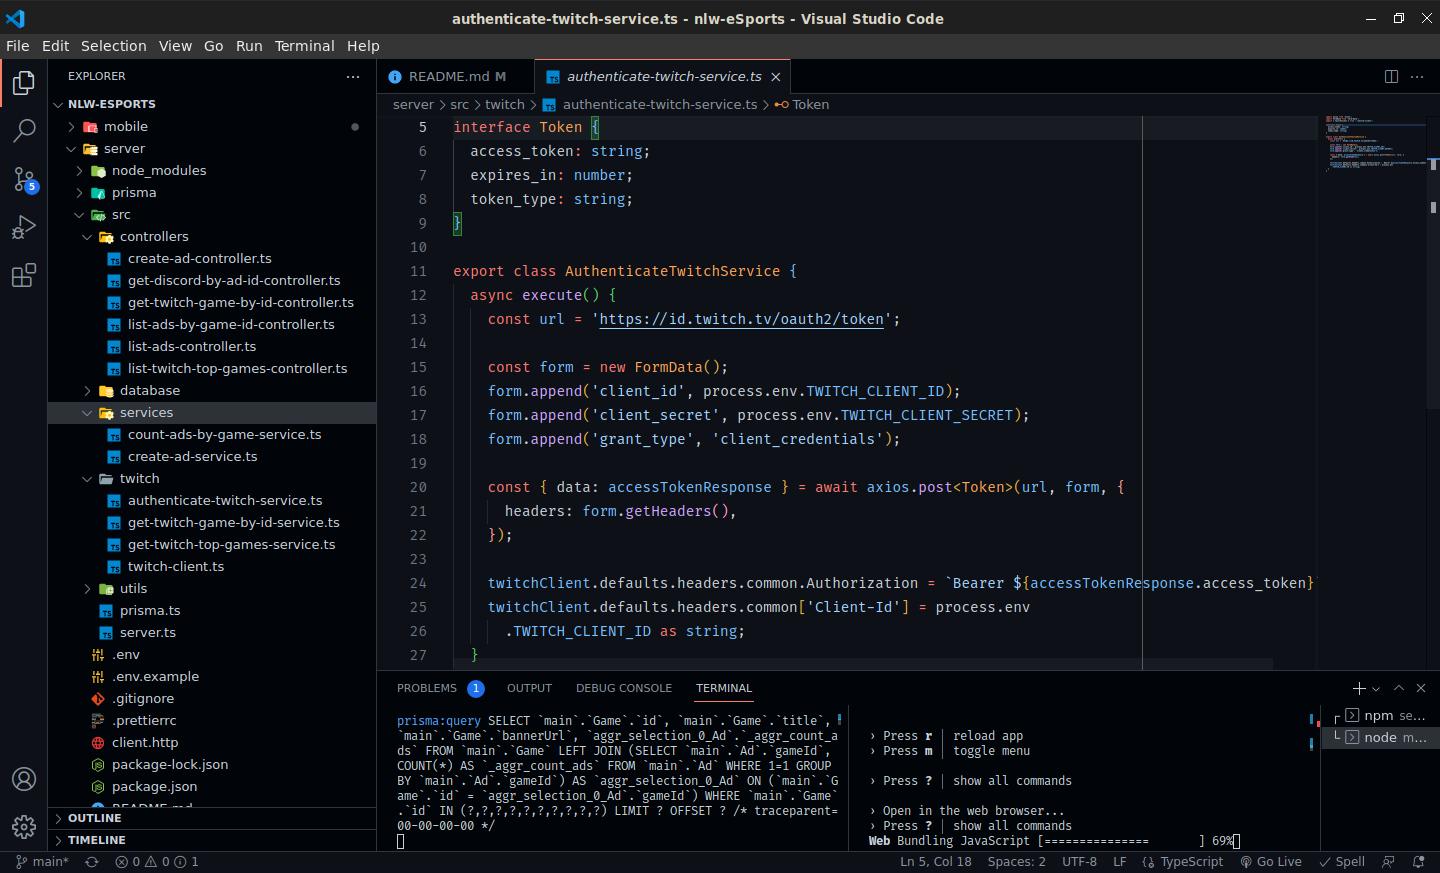 authenticate-twitch-service.ts - nlw-eSports - Visual Studio Code
File Edit Selection View Go Run Terminal Help
EXPLORER
NLW-ESPORTS
mobile
server
node_modules
prisma
src
controllers
create-ad-controller.ts
get-discord-by-ad-id-controller.ts
get-twitch-game-by-id-controller.ts
list-ads-by-game-id-controller.ts
list-ads-controller.ts
list-twitch-top-games-controller.ts
database
services
count-ads-by-game-service.ts
create-ad-service.ts
twitch
authenticate-twitch-service.ts
get-twitch-game-by-id-service.ts
get-twitch-top-games-service.ts
twitch-client.ts
utils
prisma.ts
server.ts
.env
.env.example
.gitignore
.prettierrc
client.http
package-lock.json
package.json
README.md
OUTLINE
TIMELINE
5
README.md M
authenticate-twitch-service.ts
server > src > twitch > authenticate-twitch-service.ts > Token
5 interface Token {
6 access_token: string;
7 expires_in: number;
8 token_type: string;
9 }
10
11 export class AuthenticateTwitchService {
12 async execute() {
13 const url = 'https://id.twitch.tv/oauth2/token';
14
15 const form = new FormData();
16 form.append('client_id', process.env.TWITCH_CLIENT_ID);
17 form.append('client_secret', process.env.TWITCH_CLIENT_SECRET);
18 form.append('grant_type', 'client_credentials');
19
20 const { data: accessTokenResponse } = await axios.post<Token>(url, form, {
21 headers: form.getHeaders(),
22 });
23
24 twitchClient.defaults.headers.common.Authorization = `Bearer ${accessTokenResponse.access_token}`
25 twitchClient.defaults.headers.common['Client-Id'] = process.env
26 .TWITCH_CLIENT_ID as string;
27 }
PROBLEMS 1 OUTPUT DEBUG CONSOLE TERMINAL
prisma:query SELECT `main`.`Game`.`id`, `main`.`Game`.`title`,
`main`.`Game`.`bannerUrl`, `aggr_selection_0_Ad`.`_aggr_count_a
ds` FROM `main`.`Game` LEFT JOIN (SELECT `main`.`Ad`.`gameId`,
COUNT(*) AS `_aggr_count_ads` FROM `main`.`Ad` WHERE 1=1 GROUP
BY `main`.`Ad`.`gameId`) AS `aggr_selection_0_Ad` ON (`main`.`G
ame`.`id` = `aggr_selection_0_Ad`.`gameId`) WHERE `main`.`Game`
.`id` IN (?,?,?,?,?,?,?,?,?,?) LIMIT ? OFFSET ? /* traceparent=
00-00-00-00 */
› Press r │ reload app
› Press m │ toggle menu
› Press ? │ show all commands
› Open in the web browser...
› Press ? │ show all commands
Web Bundling JavaScript [=============== ] 69%
npm se...
node m...
main* 0 0 1 Ln 5, Col 18 Spaces: 2 UTF-8 LF {} TypeScript Go Live Spell